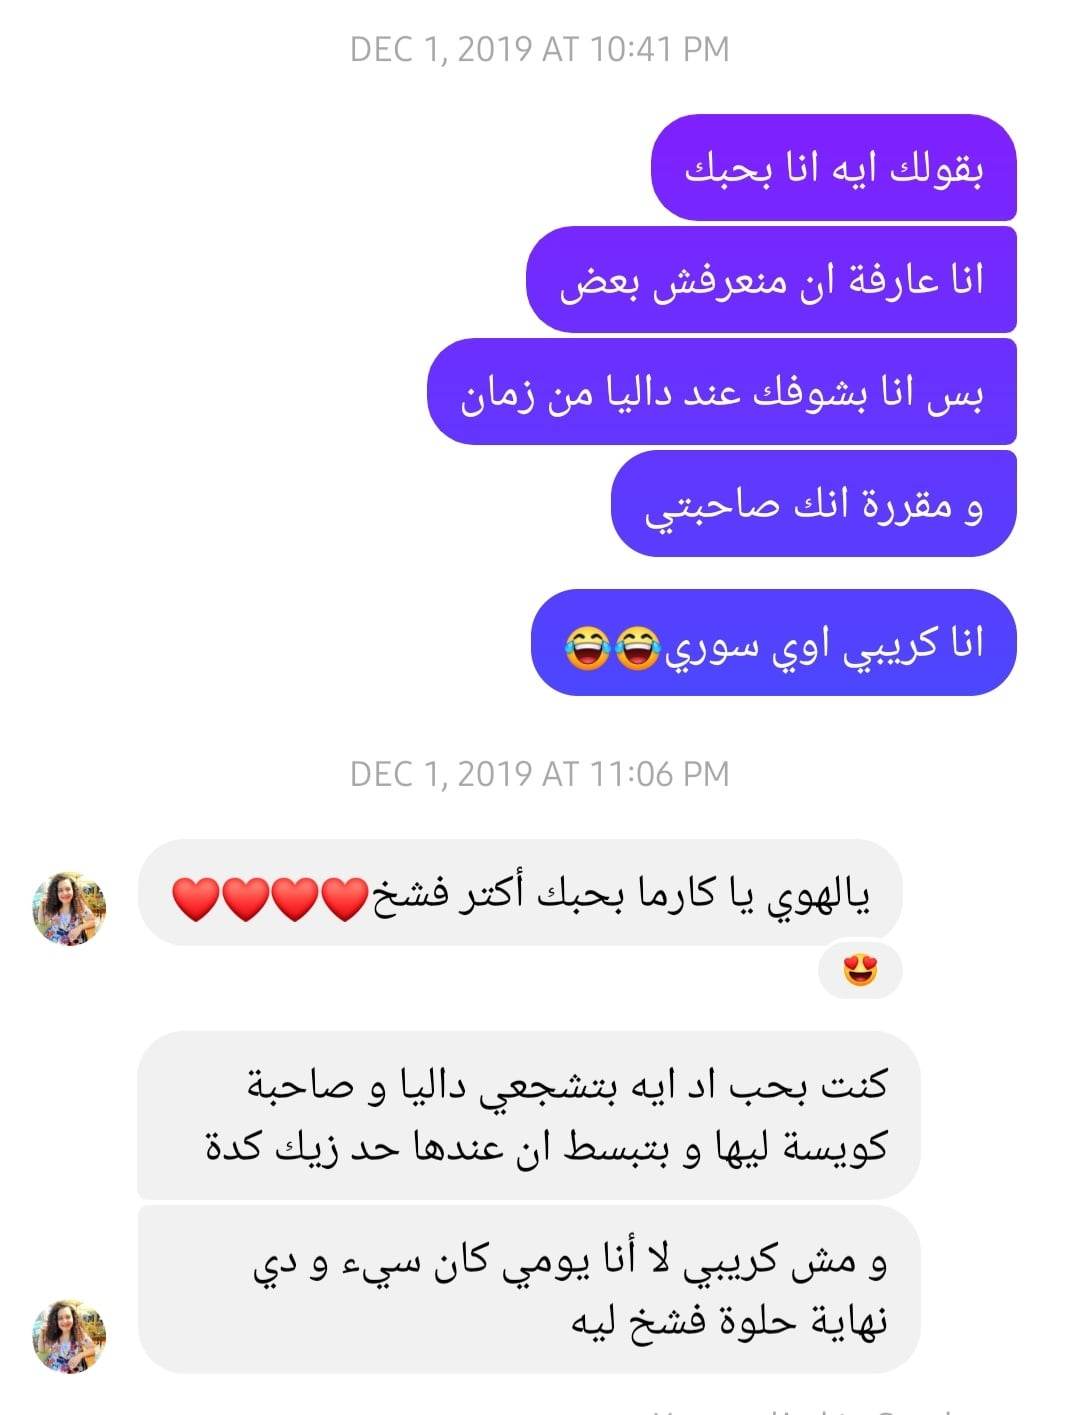 DEC 1, 2019 AT 10:41 PM
بقولك ايه انا بحبك
انا عارفة ان منعرفش بعض
بس انا بشوفك عند داليا من زمان
و مقررة انك صاحبتي
انا كريبي اوي سوري😂😂
DEC 1, 2019 AT 11:06 PM
يالهوي يا كارما بحبك أكتر فشخ❤❤❤❤
😍
كنت بحب اد ايه بتشجعي داليا و صاحبة
كويسة ليها و بتبسط ان عندها حد زيك كدة
و مش كريبي لا أنا يومي كان سيء و دي
نهاية حلوة فشخ ليه